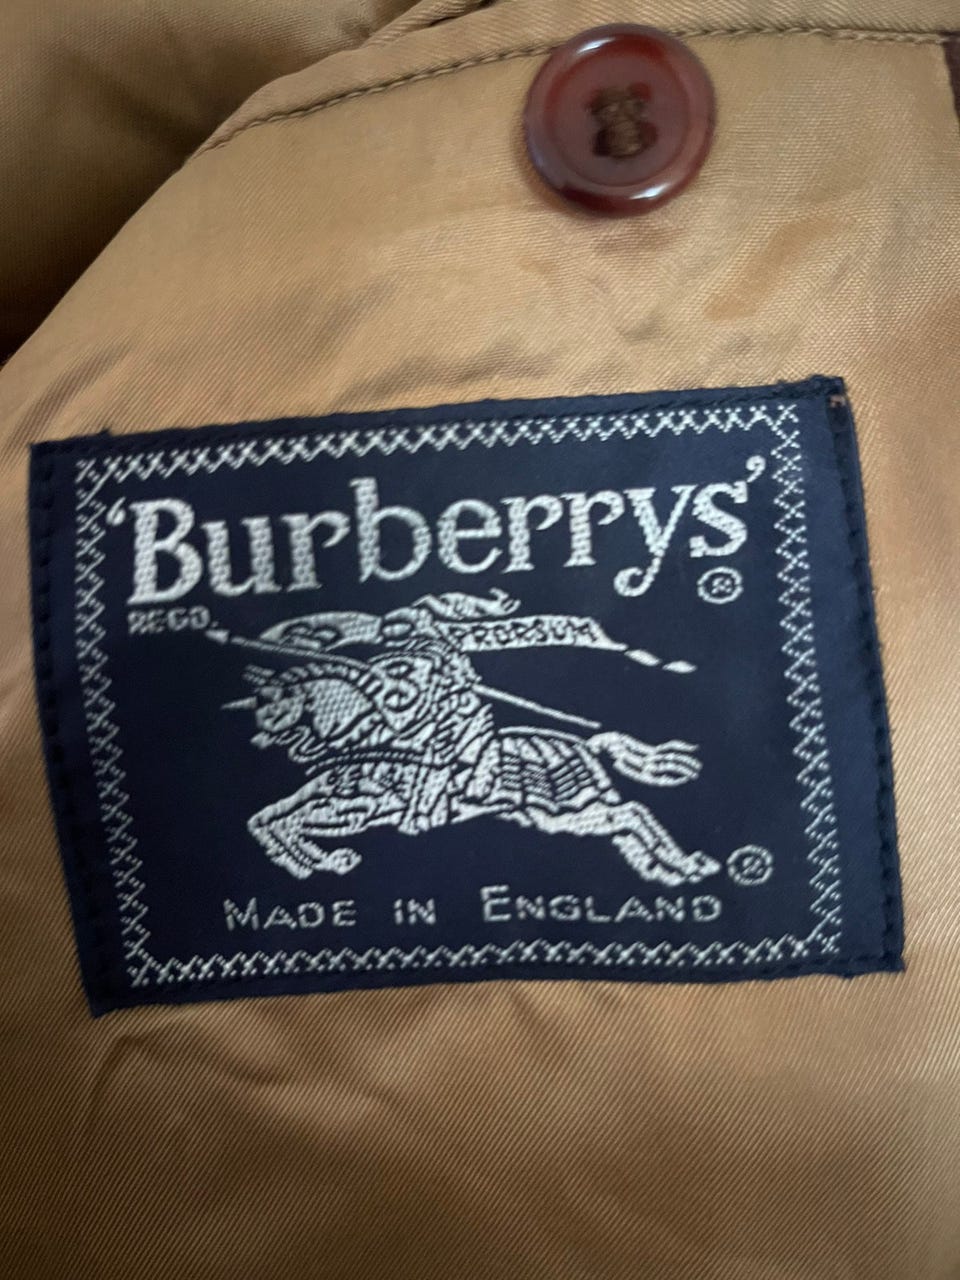 'Burberrys'®
REGD.
PRORSUM
®
MADE IN ENGLAND